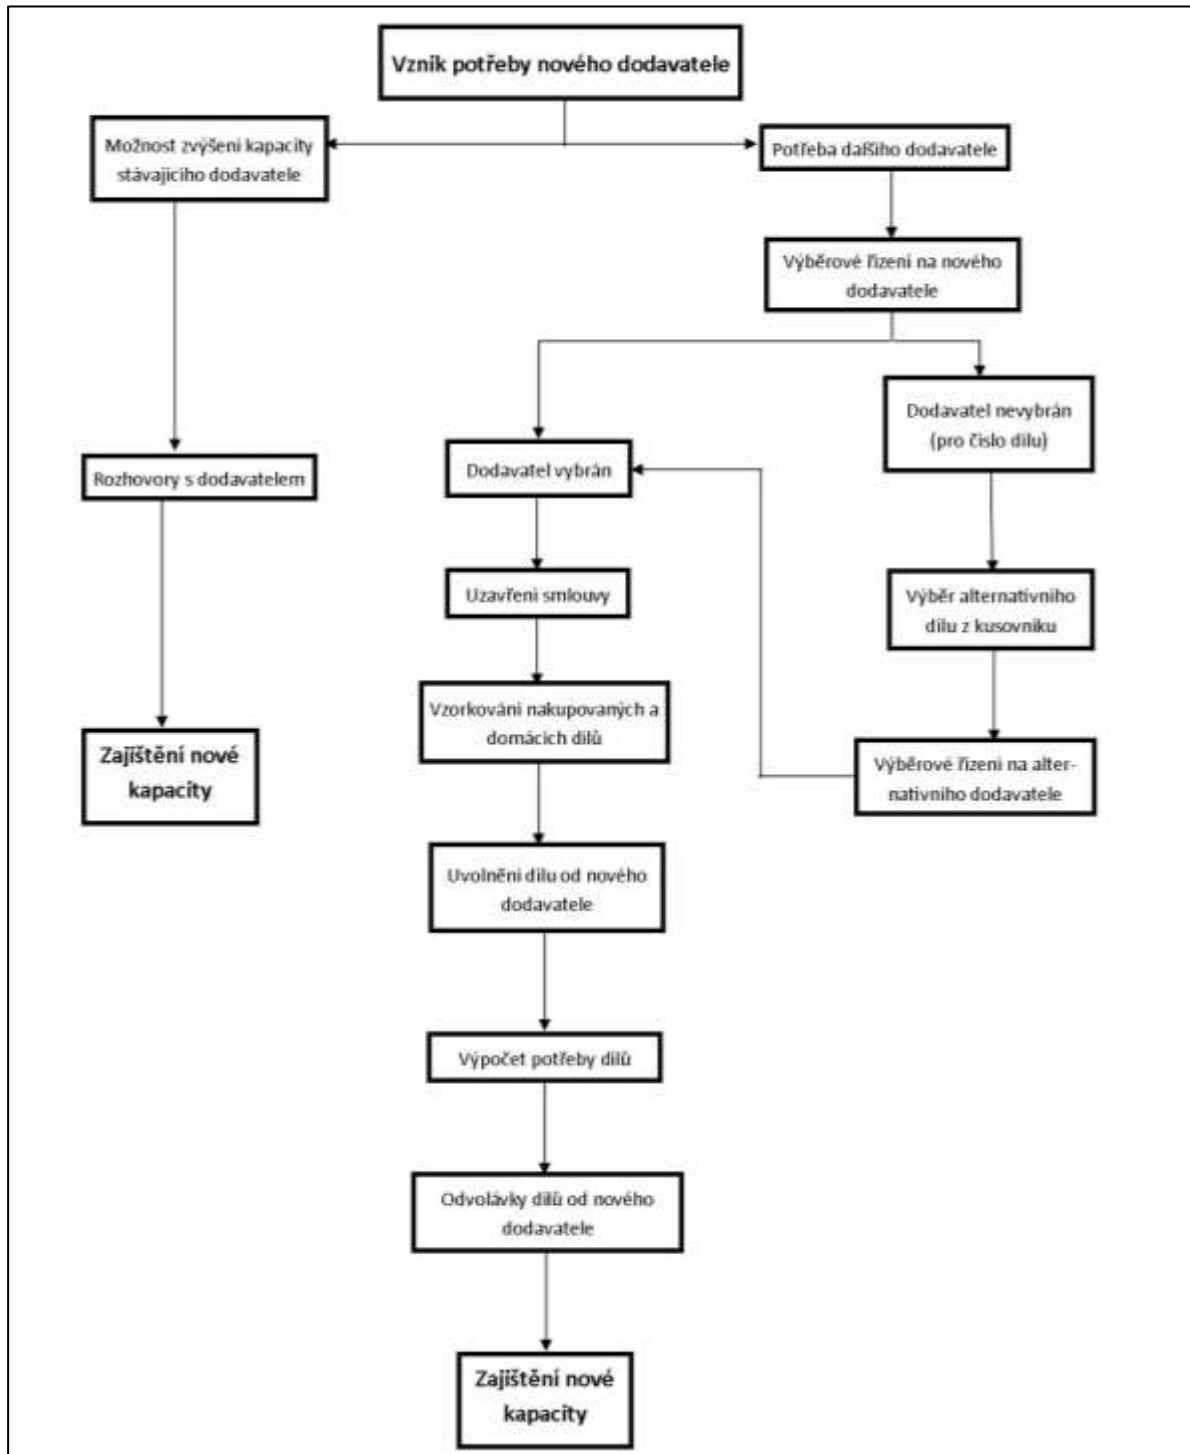 Vznik potřeby nového dodavatele
Možnost zvýšení kapacity
stávajícího dodavatele
Potřeba dalšího dodavatele
Výběrové řízení na nového
dodavatele
Dodavatel nevybrán
(pro číslo dílu)
Dodavatel vybrán
Rozhovory s dodavatelem
Uzavření smlouvy
Výběr alternativního
dílu z kusovníku
Vzorkování nakupovaných a
domácích dílů
Zajištění nové
kapacity
Výběrové řízení na alter-
nativního dodavatele
Uvolnění dílu od nového
dodavatele
Výpočet potřeby dílů
Odvolávky dílů od nového
dodavatele
Zajištění nové
kapacity